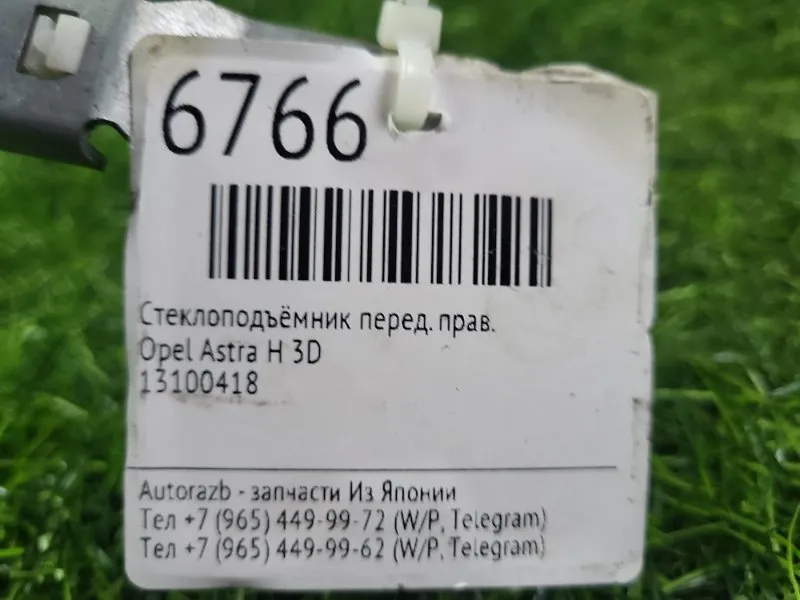 6766
Стеклоподъёмник перед. прав.
Opel Astra H 3D
13100418
Autorazb - запчасти Из Японии
Тел +7 (965) 449-99-72 (W/P, Telegram)
Тел +7 (965) 449-99-62 (W/P, Telegram)